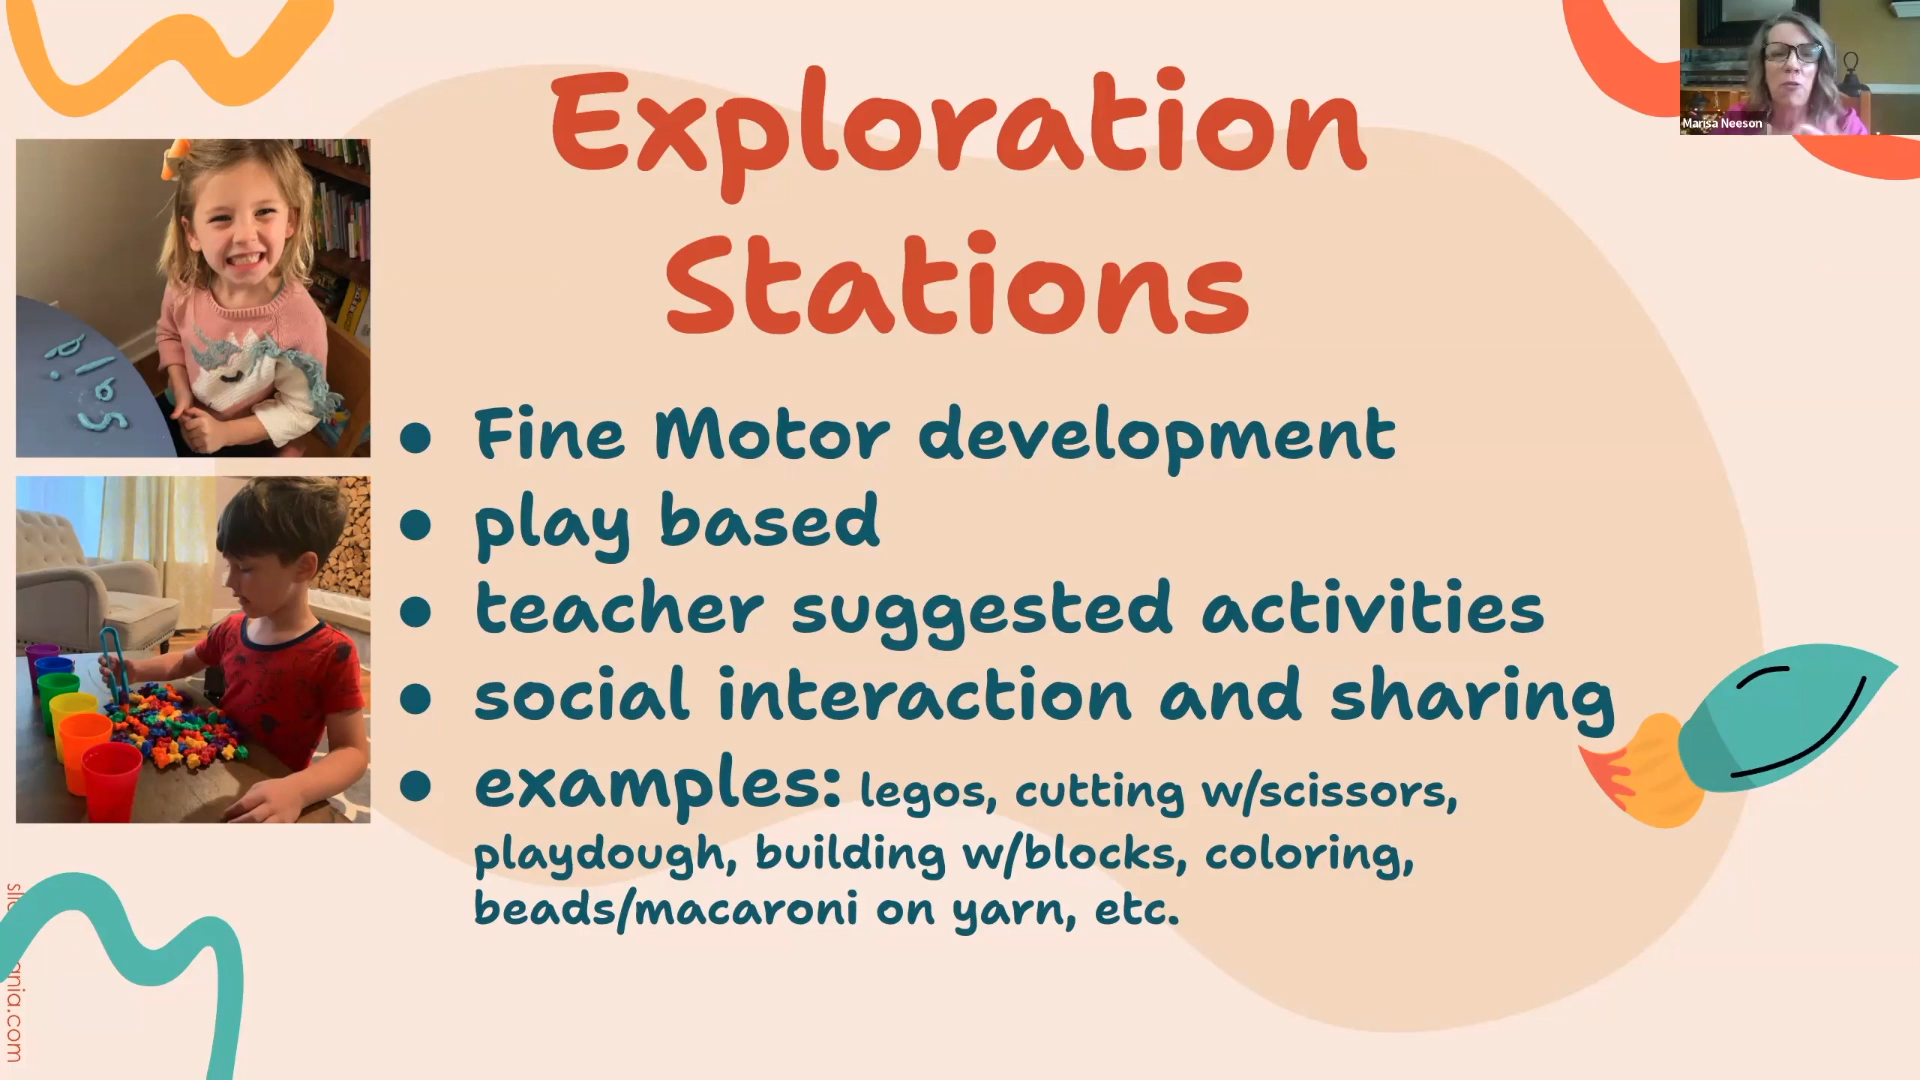 Exploration
Stations
Marisa Neeson
● Fine Motor development
● play based
● teacher suggested activities
● social interaction and sharing
● examples: legos, cutting w/scissors,
playdough, building w/blocks, coloring,
beads/macaroni on yarn, etc.